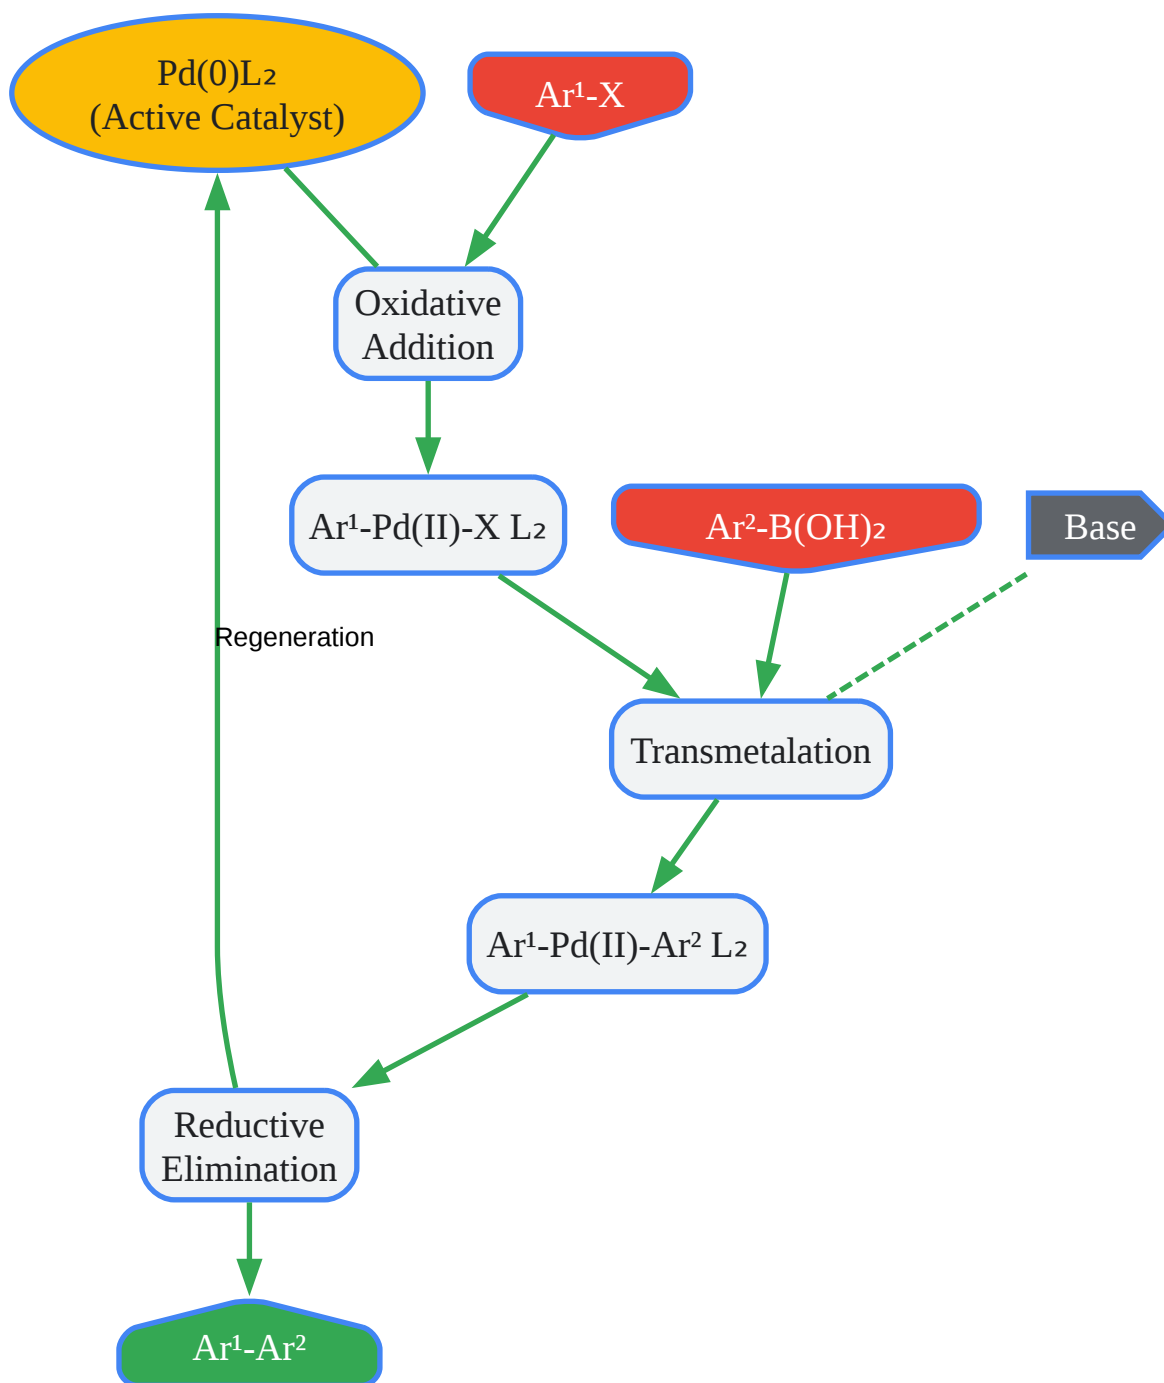 Pd(0)L₂
(Active Catalyst)
Ar¹-X
Oxidative
Addition
Ar¹-Pd(II)-X L₂
Ar²-B(OH)₂
Base
Regeneration
Transmetalation
Ar¹-Pd(II)-Ar² L₂
Reductive
Elimination
Ar¹-Ar²